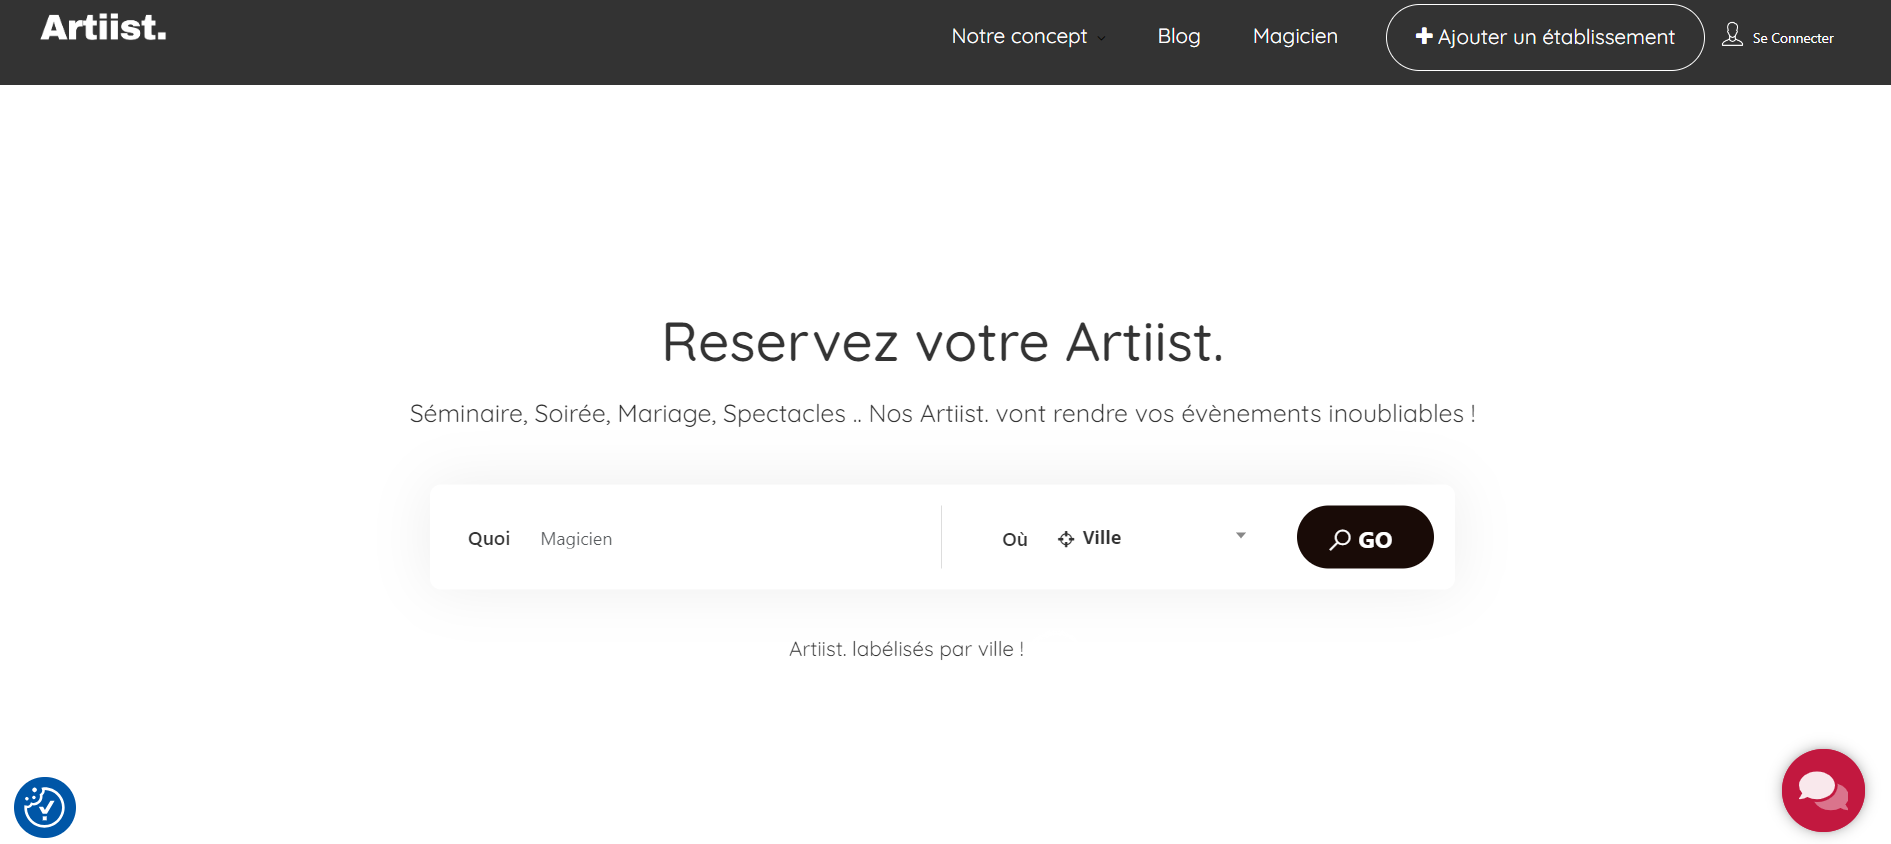 Artiist.
Notre concept
Blog
Magicien
Ajouter un établissement
Se Connecter
Reservez votre Artiist.
Séminaire, Soirée, Mariage, Spectacles .. Nos Artiist. vont rendre vos évènements inoubliables !
Quoi Magicien
Où Ville
GO
Artiist. labélisés par ville !